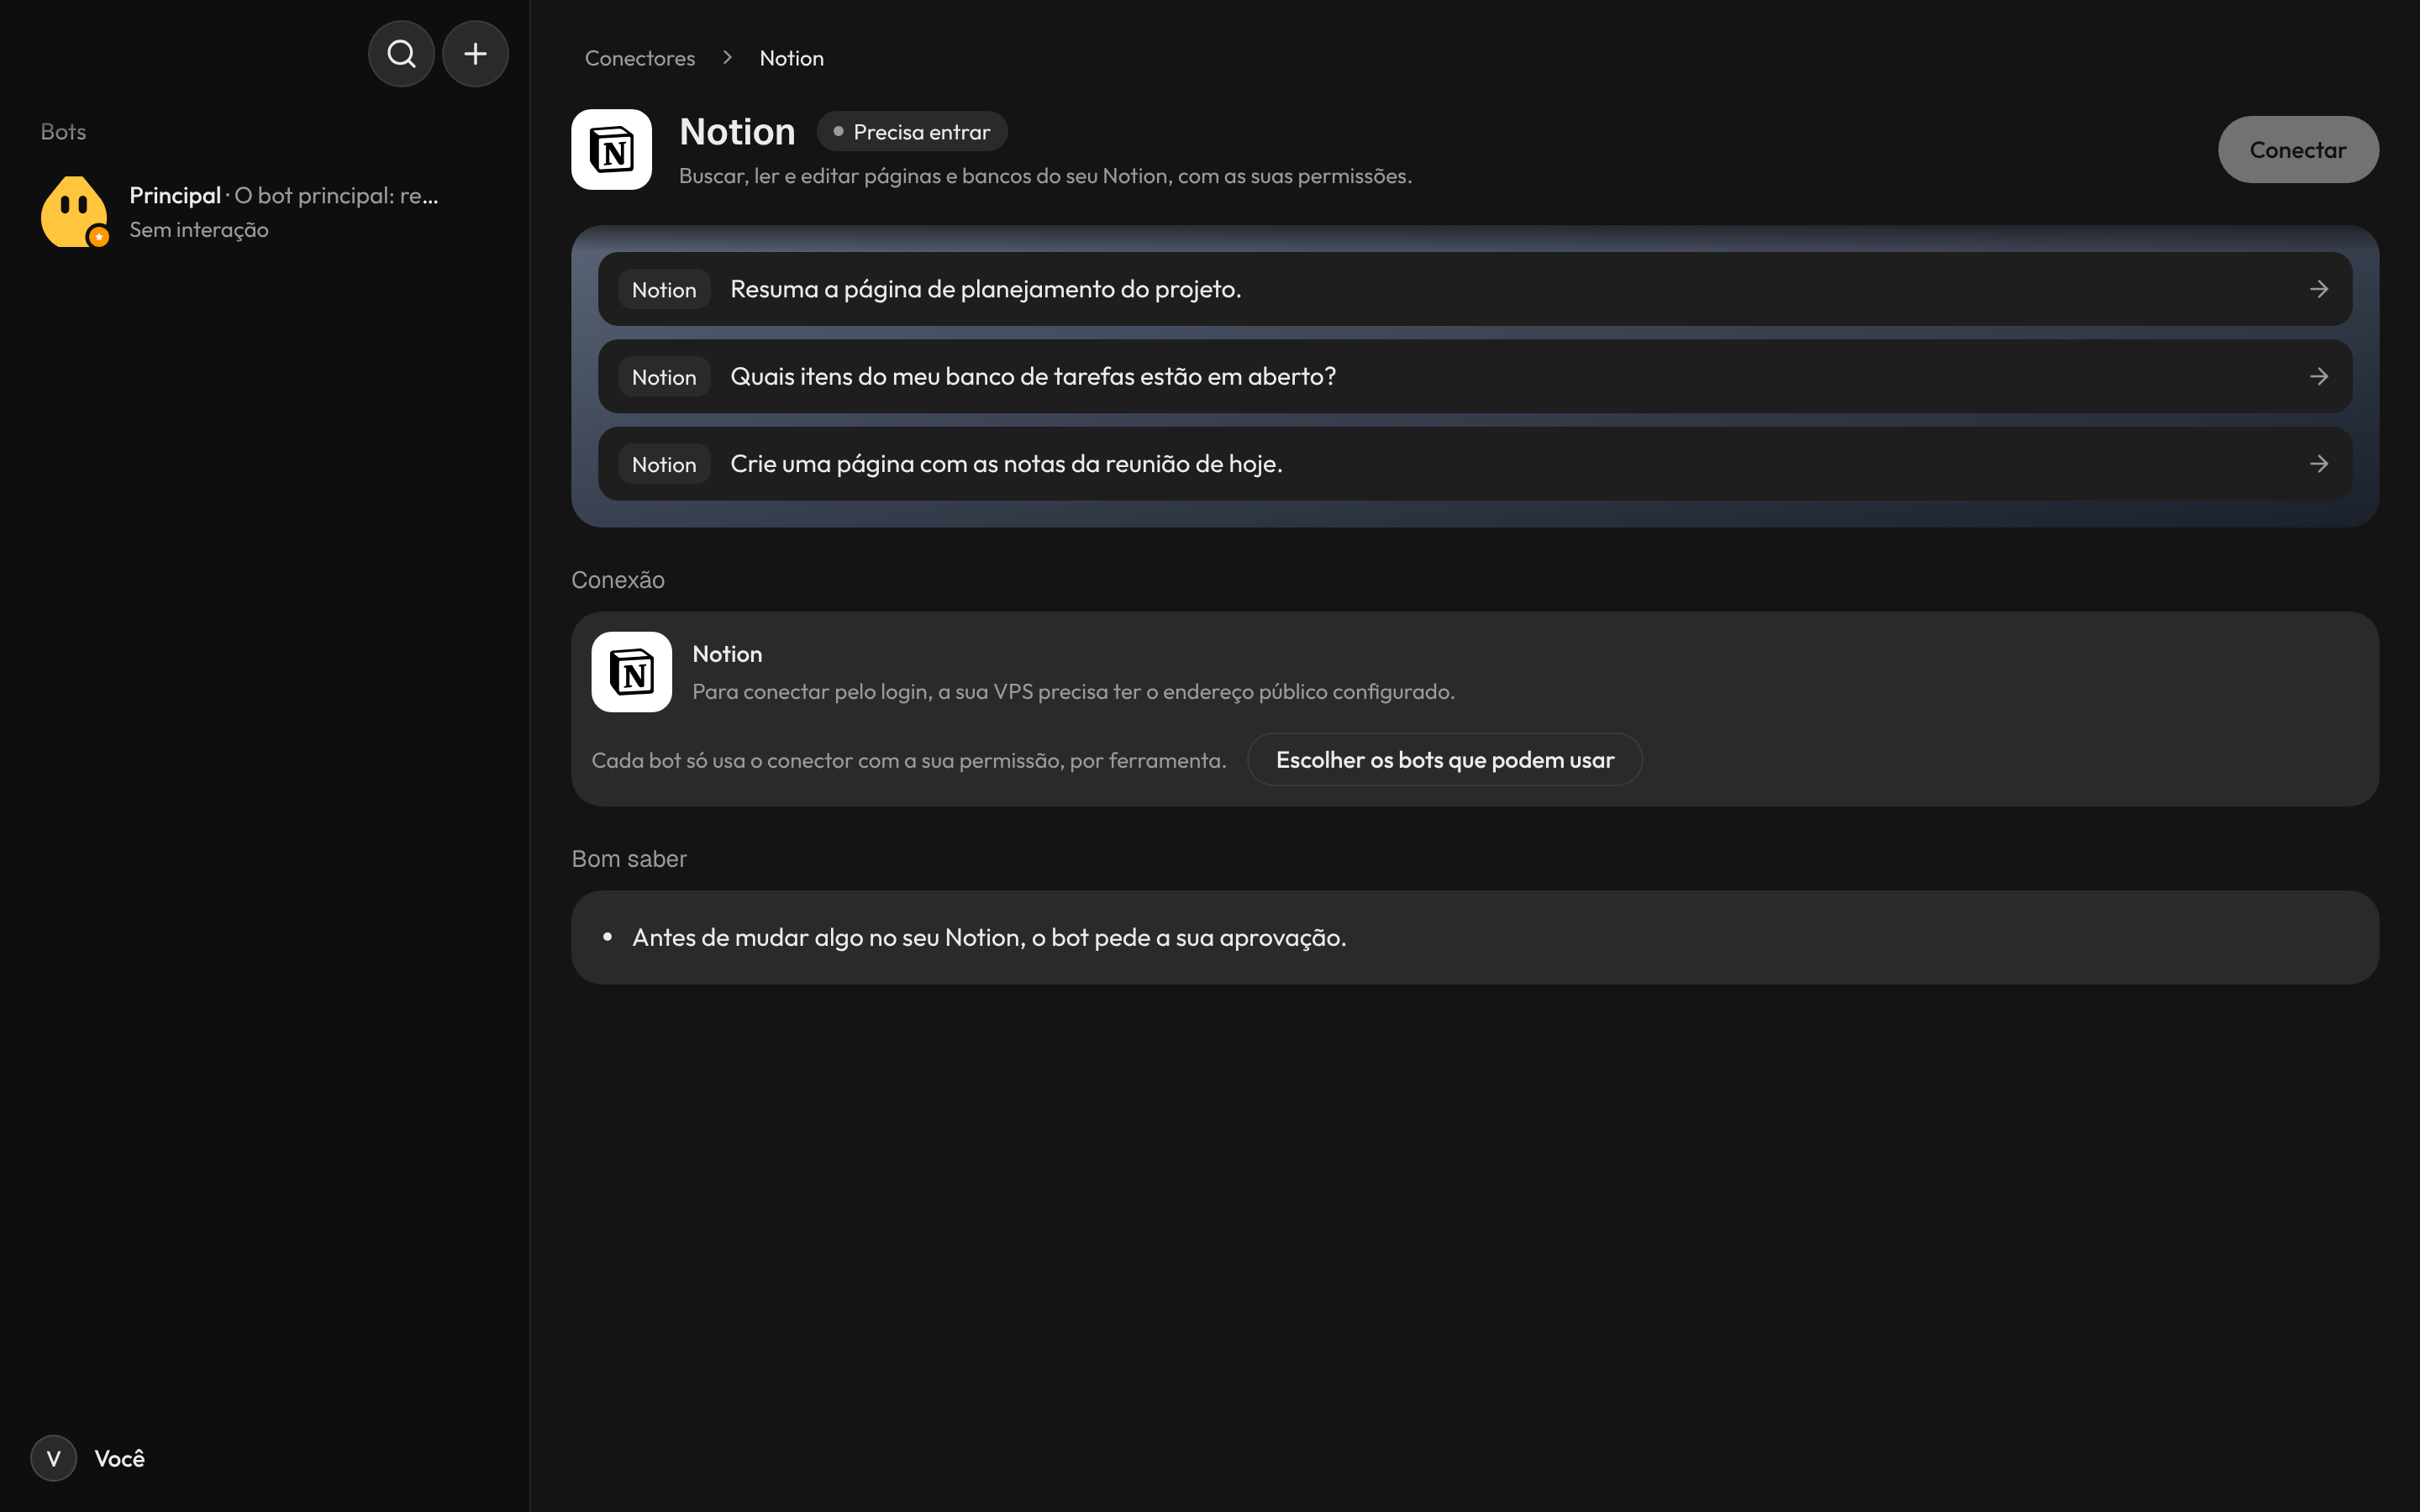 Bots
Principal · O bot principal: re...
Sem interação
V Você
Conectores > Notion
Notion Precisa entrar
Buscar, ler e editar páginas e bancos do seu Notion, com as suas permissões.
Conectar
Notion Resuma a página de planejamento do projeto.
Notion Quais itens do meu banco de tarefas estão em aberto?
Notion Crie uma página com as notas da reunião de hoje.
Conexão
Notion
Para conectar pelo login, a sua VPS precisa ter o endereço público configurado.
Cada bot só usa o conector com a sua permissão, por ferramenta. Escolher os bots que podem usar
Bom saber
• Antes de mudar algo no seu Notion, o bot pede a sua aprovação.